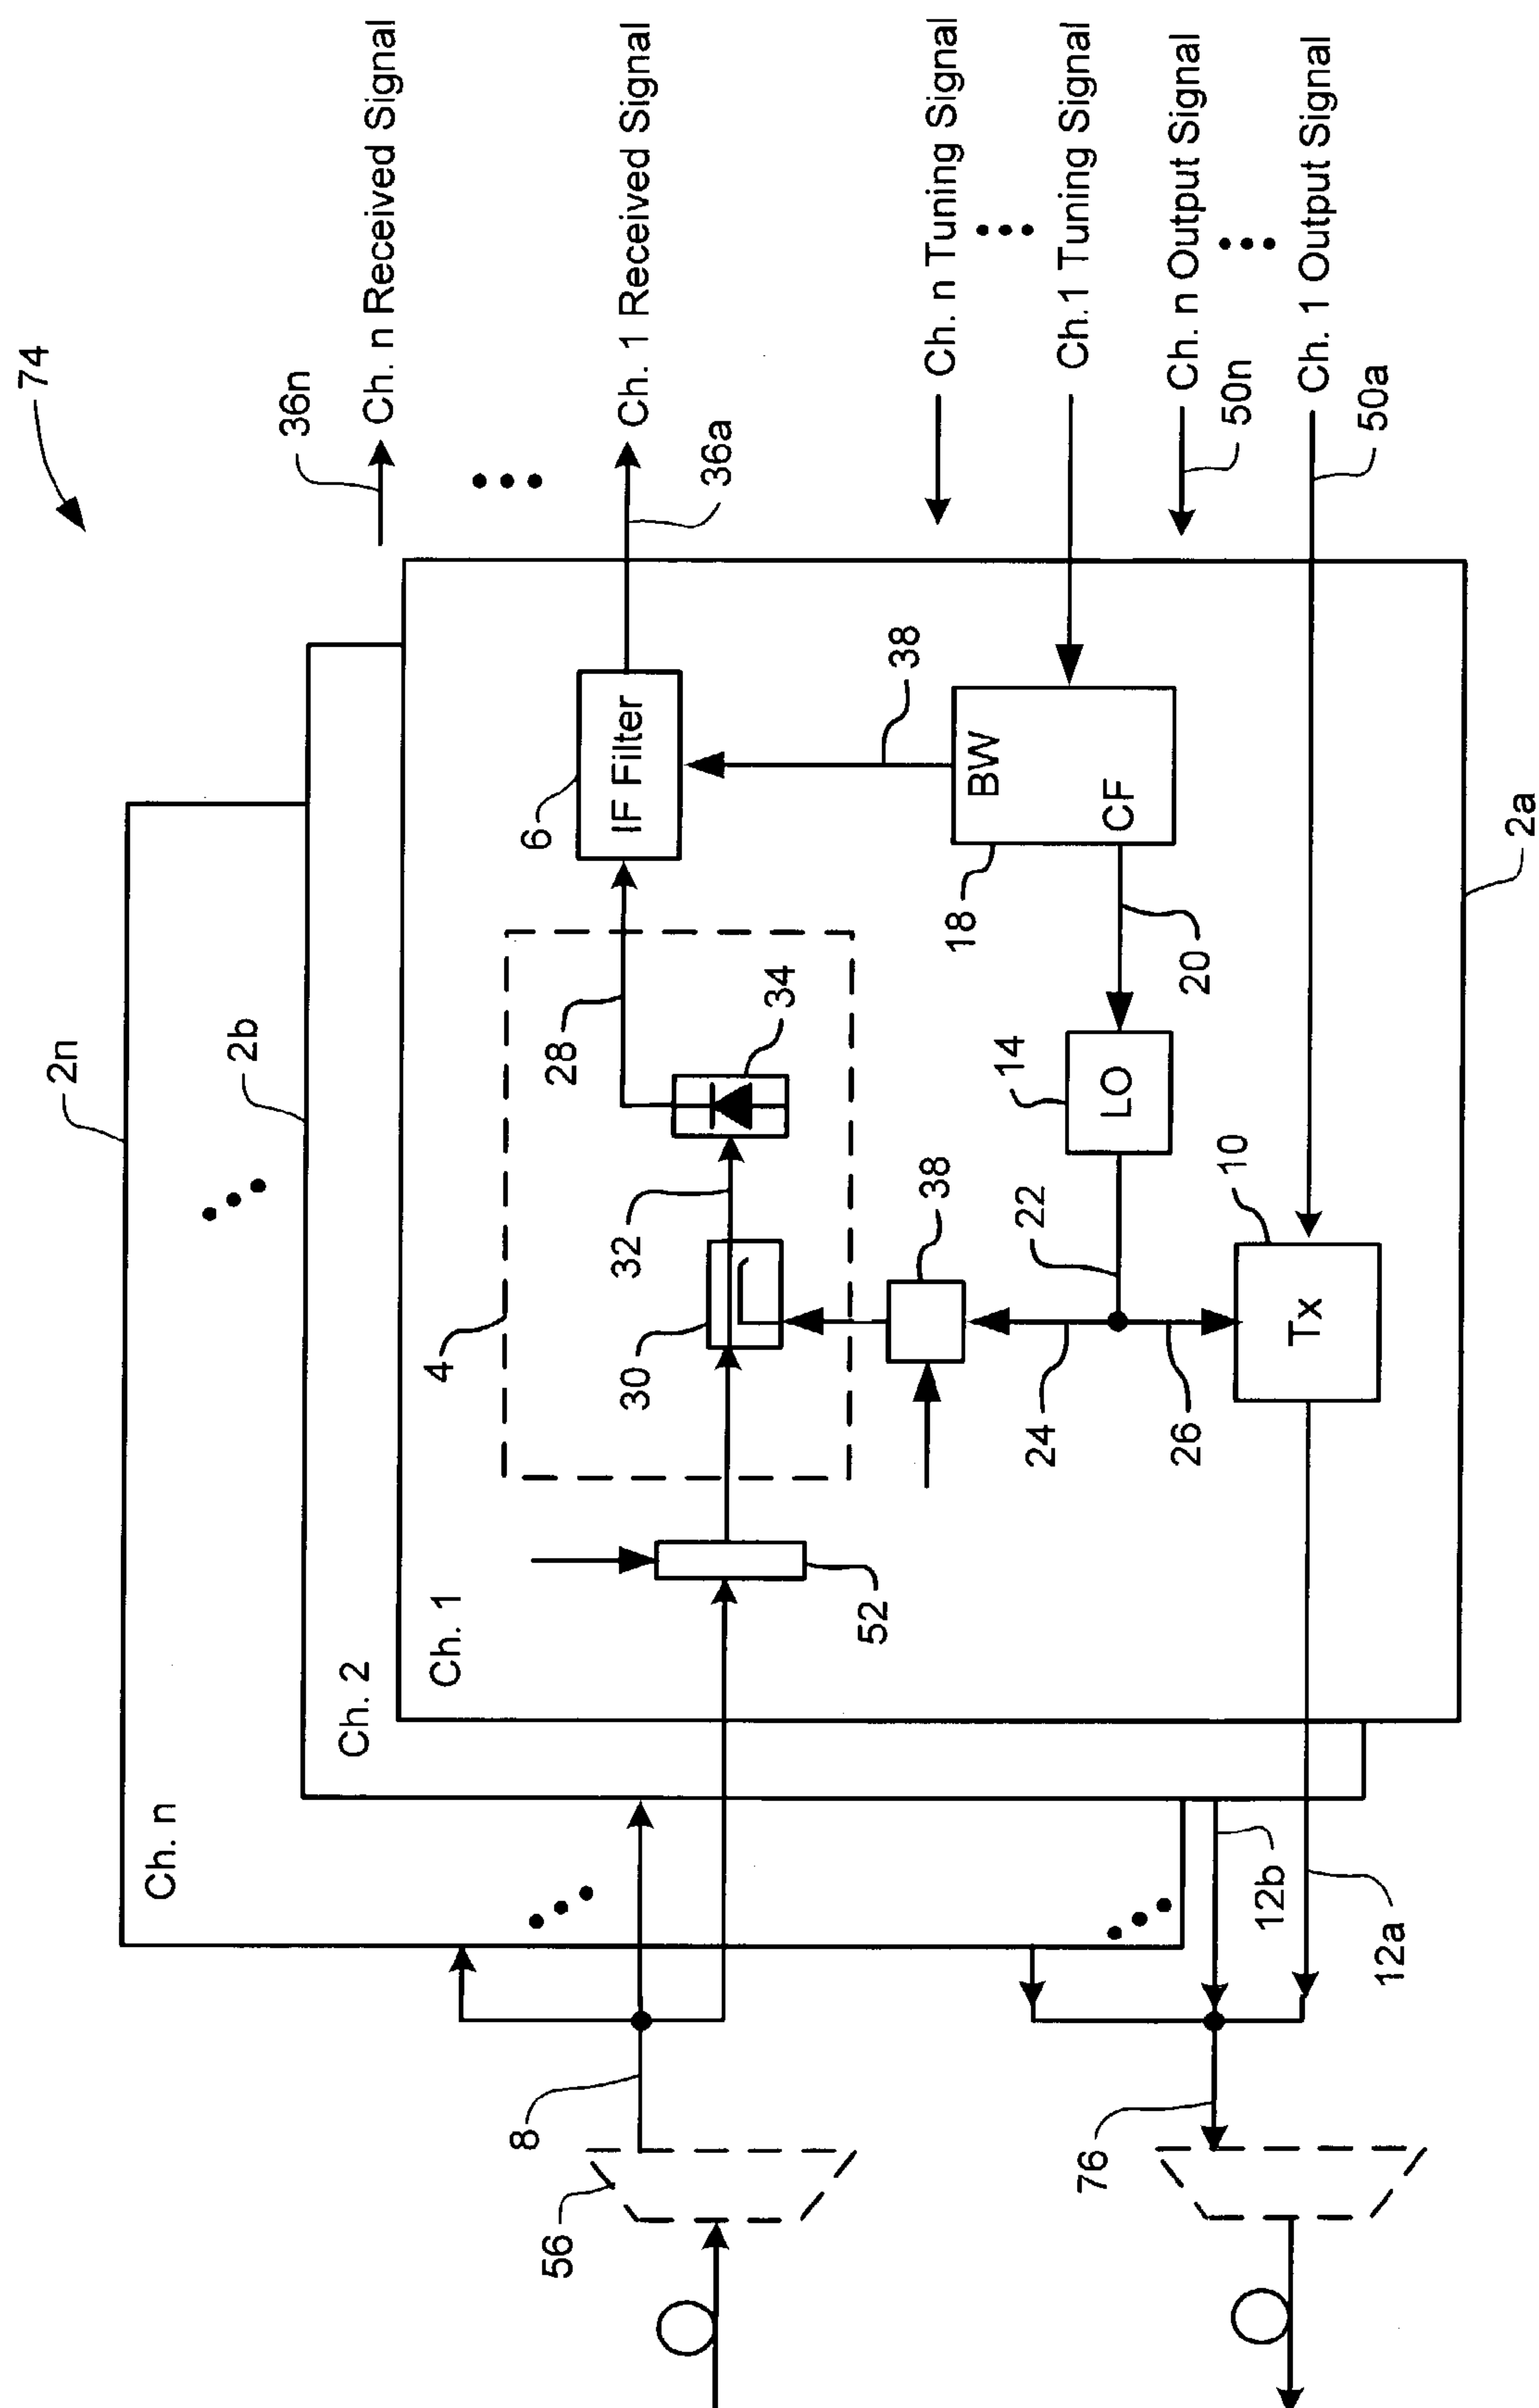 74
36n
Ch. n Received Signal
Ch. 1 Received Signal
36a
Ch. n Tuning Signal
Ch.1 Tuning Signal
Ch. n Output Signal
50n
Ch. 1 Output Signal
50a
2n
2b
2a
Ch. n
Ch. 2
Ch. 1
4
28
34
32
30
6
IF Filter
38
BW
CF
18
20
14
LO
22
38
24
26
10
Tx
52
8
56
12b
12a
76